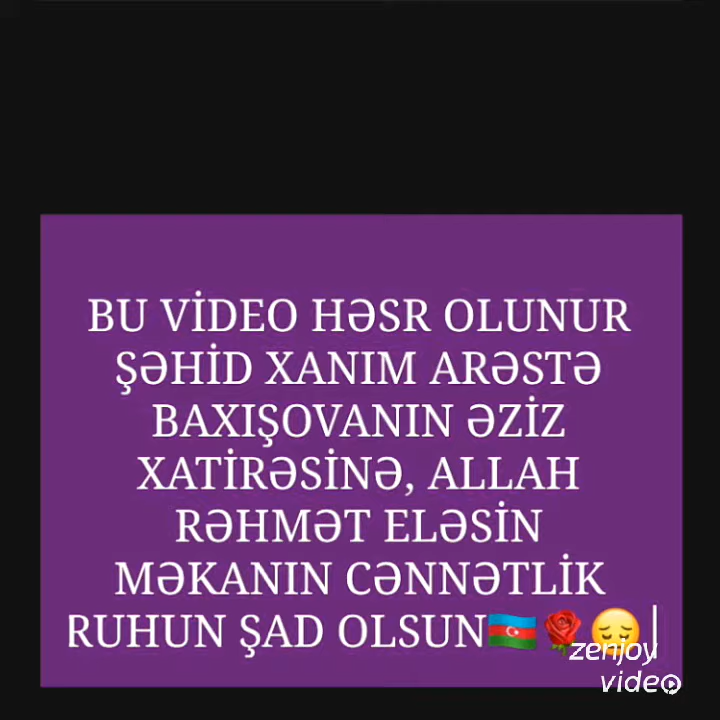 BU VİDEO HƏSR OLUNUR
ŞƏHİD XANIM ARƏSTƏ
BAXIŞOVANIN ƏZİZ
XATİRƏSİNƏ, ALLAH
RƏHMƏT ELƏSİN
MƏKANIN CƏNNƏTLİK
RUHUN ŞAD OLSUN🇦🇿🌹😔
zenjoy
video